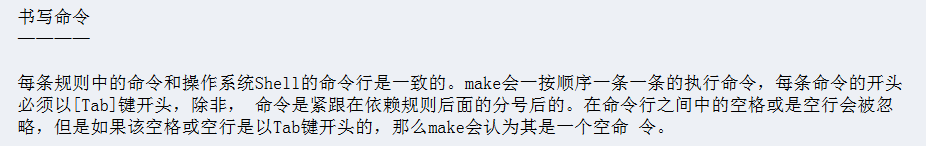 书写命令
————
每条规则中的命令和操作系统Shell的命令行是一致的。make会一按顺序一条一条的执行命令，每条命令的开头
必须以[Tab]键开头，除非， 命令是紧跟在依赖规则后面的分号后的。在命令行之间中的空格或是空行会被忽
略，但是如果该空格或空行是以Tab键开头的，那么make会认为其是一个空命 令。